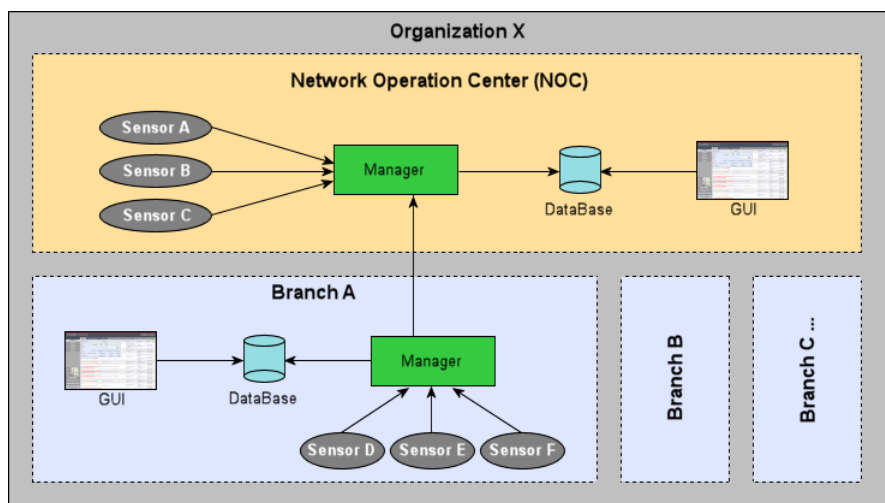 Organization X
Network Operation Center (NOC)
Sensor A
Sensor B
Sensor C
Manager
DataBase
GUI
Branch A
GUI
DataBase
Manager
Sensor D
Sensor E
Sensor F
Branch B
Branch C ...